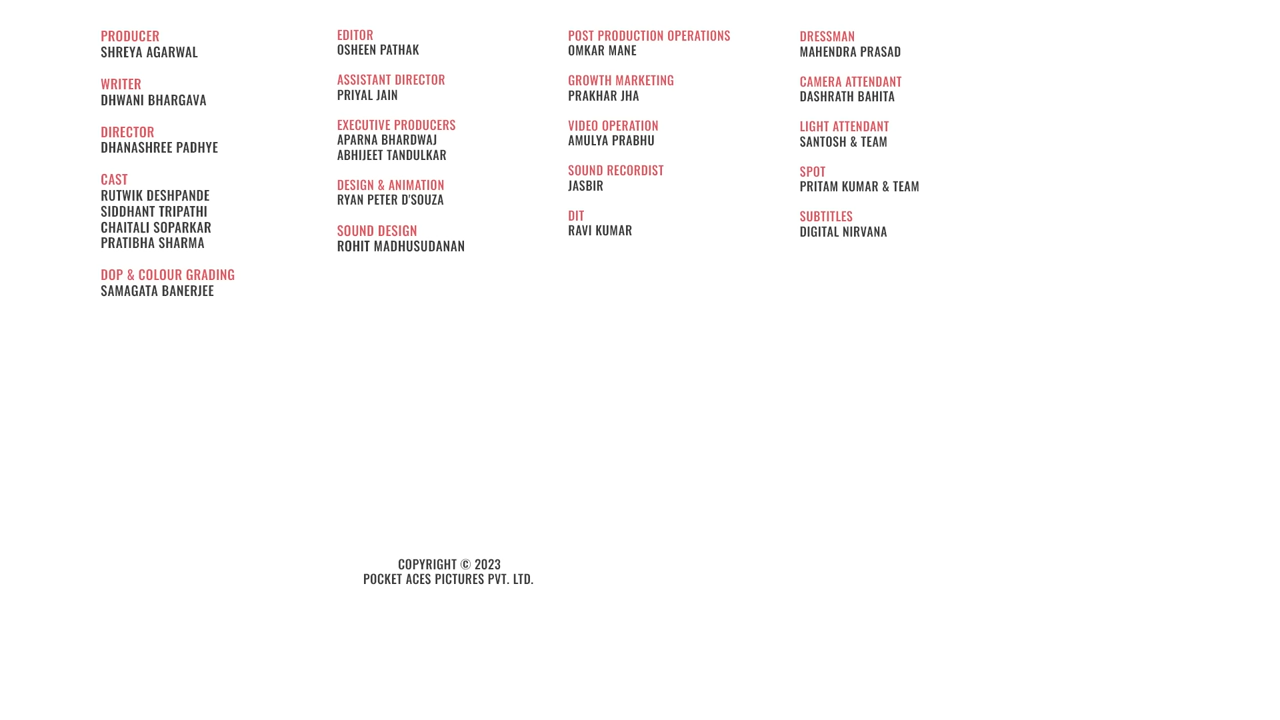 PRODUCER
SHREYA AGARWAL
WRITER
DHWANI BHARGAVA
DIRECTOR
DHANASHREE PADHYE
CAST
RUTWIK DESHPANDE
SIDDHANT TRIPATHI
CHAITALI SOPARKAR
PRATIBHA SHARMA
DOP & COLOUR GRADING
SAMAGATA BANERJEE
EDITOR
OSHEEN PATHAK
ASSISTANT DIRECTOR
PRIYAL JAIN
EXECUTIVE PRODUCERS
APARNA BHARDWAJ
ABHIJEET TANDULKAR
DESIGN & ANIMATION
RYAN PETER D'SOUZA
SOUND DESIGN
ROHIT MADHUSUDANAN
POST PRODUCTION OPERATIONS
OMKAR MANE
GROWTH MARKETING
PRAKHAR JHA
VIDEO OPERATION
AMULYA PRABHU
SOUND RECORDIST
JASBIR
DIT
RAVI KUMAR
DRESSMAN
MAHENDRA PRASAD
CAMERA ATTENDANT
DASHRATH BAHITA
LIGHT ATTENDANT
SANTOSH & TEAM
SPOT
PRITAM KUMAR & TEAM
SUBTITLES
DIGITAL NIRVANA
COPYRIGHT © 2023
POCKET ACES PICTURES PVT. LTD.